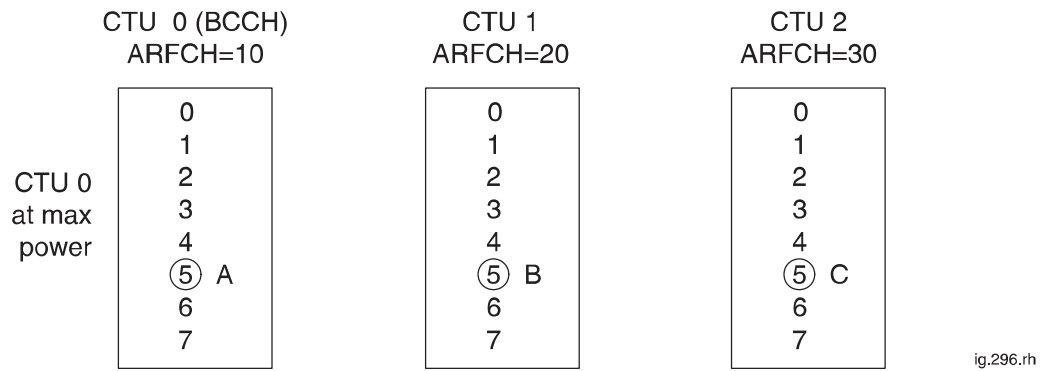 CTU 0 (BCCH)
ARFCH=10
CTU 1
ARFCH=20
CTU 2
ARFCH=30
CTU 0
at max
power
0
1
2
3
4
5 A
6
7
0
1
2
3
4
5 B
6
7
0
1
2
3
4
5 C
6
7
ig.296.rh